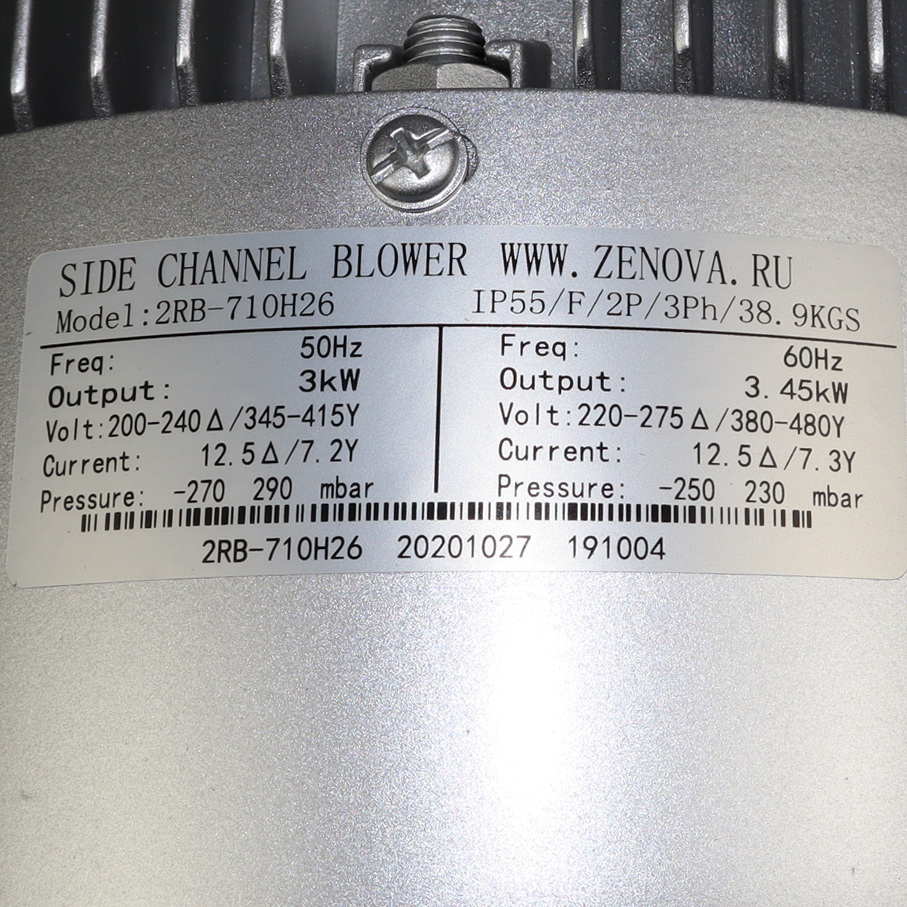 SIDE CHANNEL BLOWER WWW.ZENOVA.RU
Model:2RB-710H26 IP55/F/2P/3Ph/38.9KGS
Freq: 50Hz Freq: 60Hz
Output: 3kW Output: 3.45kW
Volt:200-240Δ/345-415Y Volt:220-275Δ/380-480Y
Current: 12.5Δ/7.2Y Current: 12.5Δ/7.3Y
Pressure: -270 290 mbar Pressure: -250 230 mbar
2RB-710H26 20201027 191004